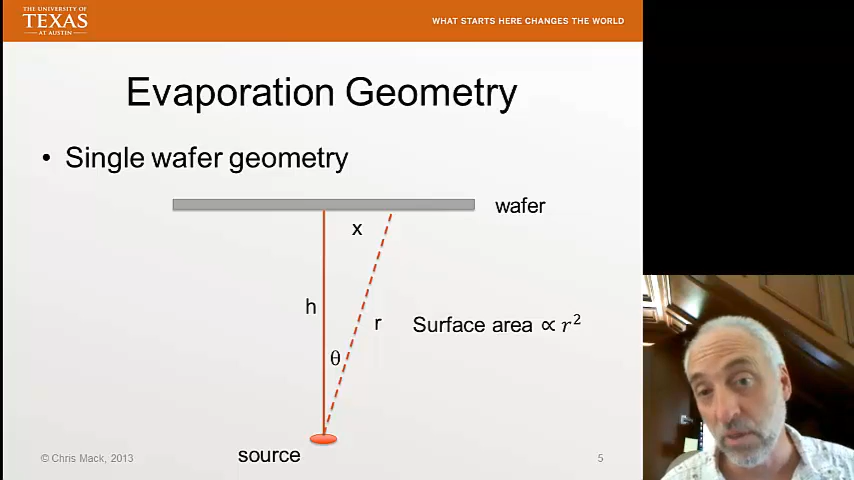 THE UNIVERSITY OF
TEXAS
AT AUSTIN
WHAT STARTS HERE CHANGES THE WORLD
Evaporation Geometry
• Single wafer geometry
wafer
x
h
r
Surface area ∝ r²
θ
source
© Chris Mack, 2013
5